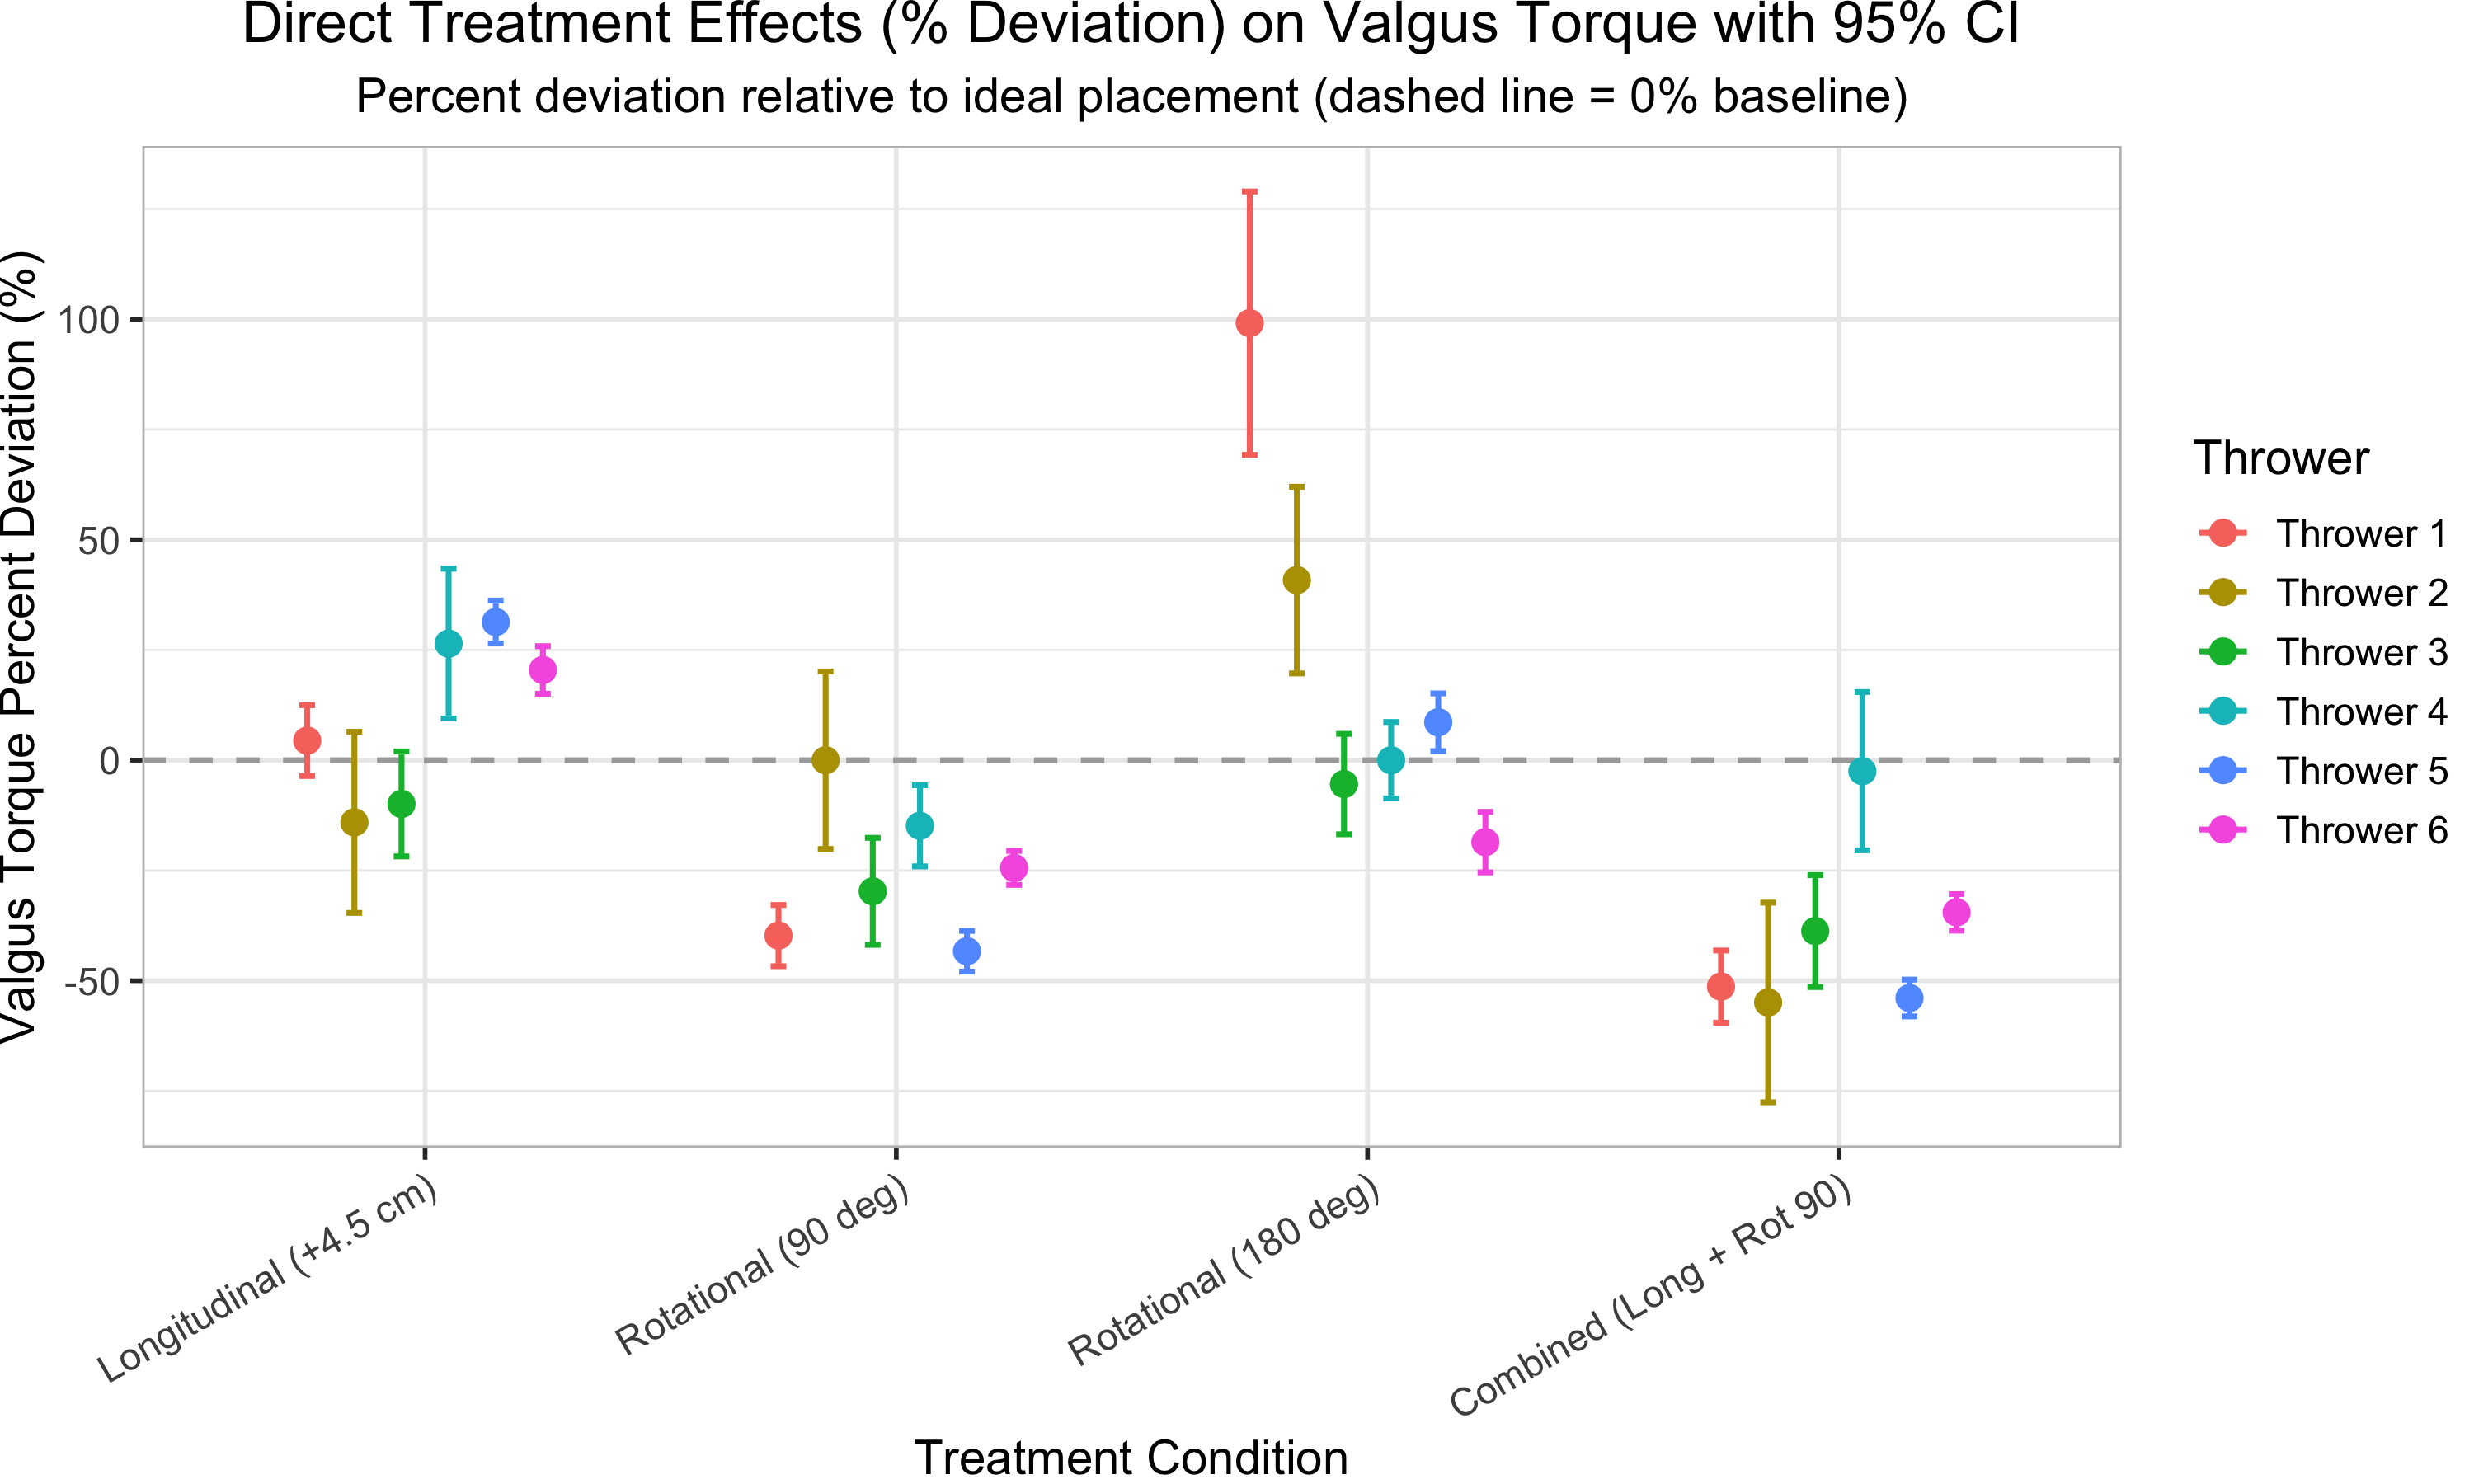 Direct Treatment Effects (% Deviation) on Valgus Torque with 95% CI
Percent deviation relative to ideal placement (dashed line = 0% baseline)
Valgus Torque Percent Deviation (%)
100
50
0
-50
Longitudinal (+4.5 cm)
Rotational (90 deg)
Rotational (180 deg)
Combined (Long + Rot 90)
Treatment Condition
Thrower
Thrower 1
Thrower 2
Thrower 3
Thrower 4
Thrower 5
Thrower 6